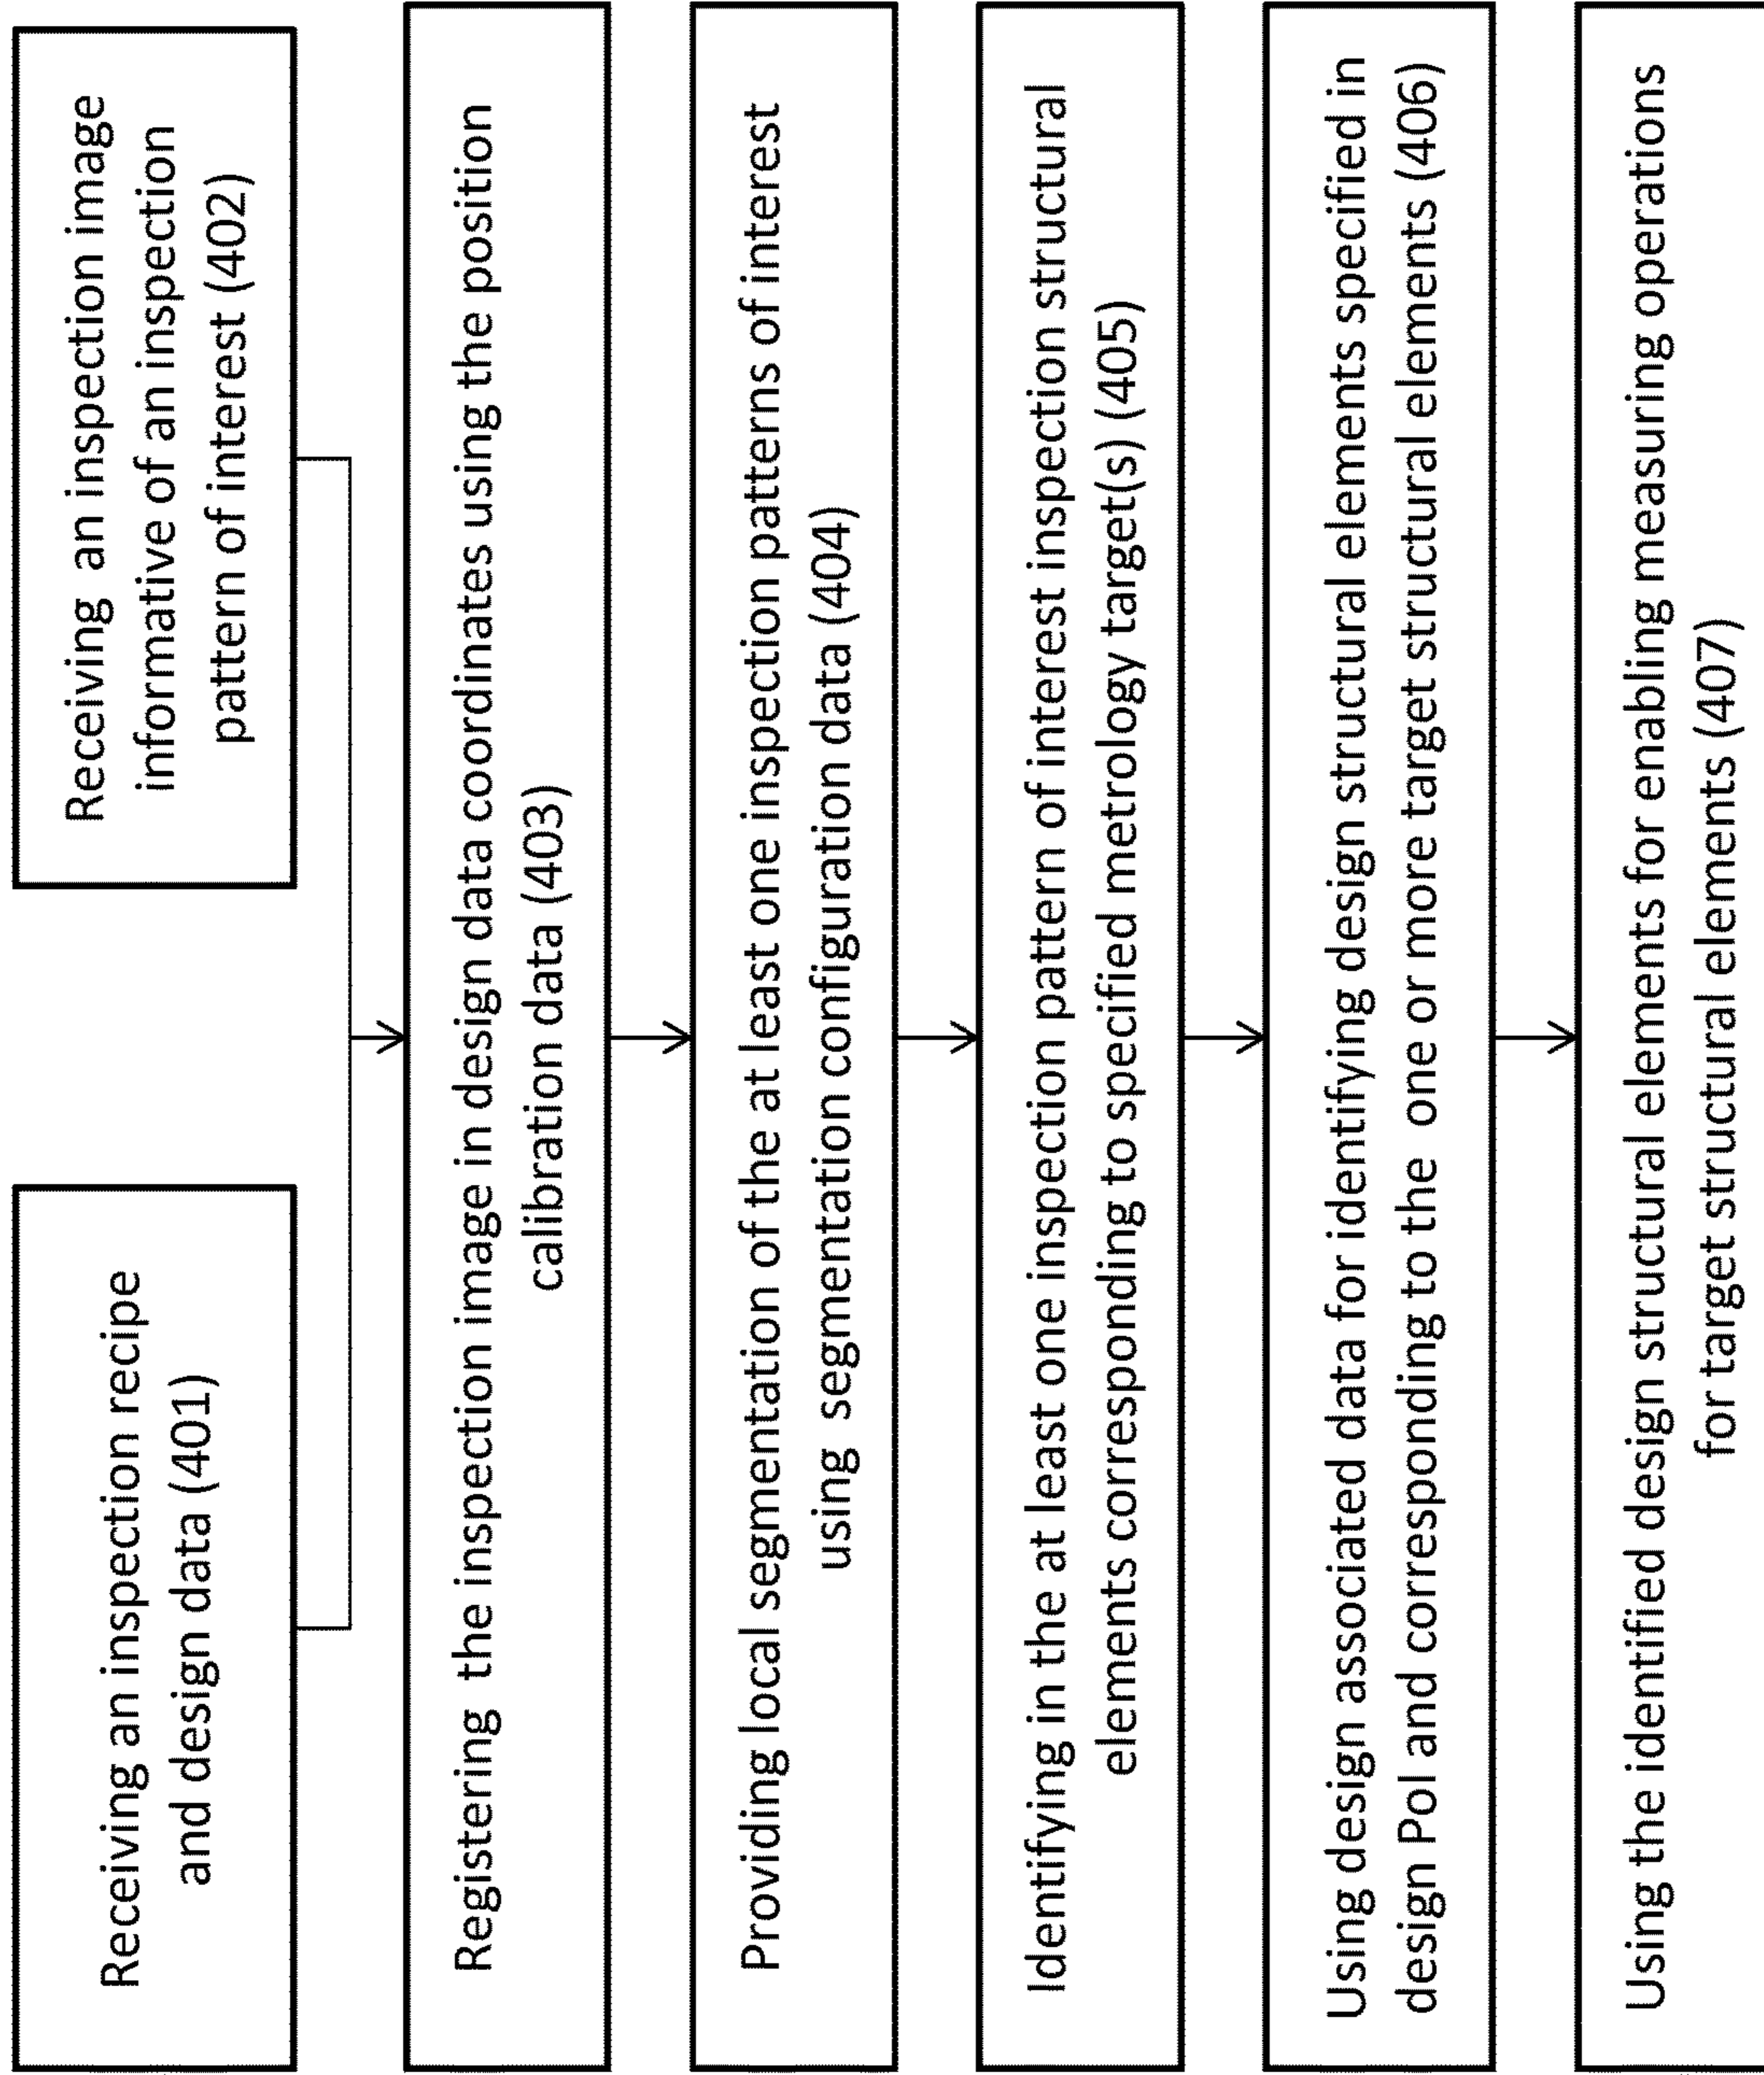 Receiving an inspection recipe
and design data (401)
Receiving an inspection image
informative of an inspection
pattern of interest (402)
Registering the inspection image in design data coordinates using the position
calibration data (403)
Providing local segmentation of the at least one inspection patterns of interest
using segmentation configuration data (404)
Identifying in the at least one inspection pattern of interest inspection structural
elements corresponding to specified metrology target(s) (405)
Using design associated data for identifying design structural elements specified in
design PoI and corresponding to the one or more target structural elements (406)
Using the identified design structural elements for enabling measuring operations
for target structural elements (407)